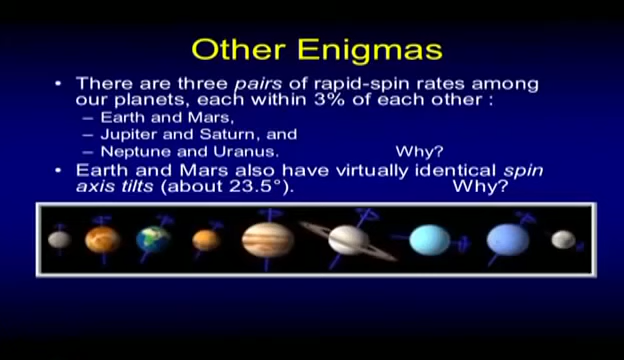 Other Enigmas
• There are three pairs of rapid-spin rates among
our planets, each within 3% of each other :
– Earth and Mars,
– Jupiter and Saturn, and
– Neptune and Uranus. Why?
• Earth and Mars also have virtually identical spin
axis tilts (about 23.5°). Why?